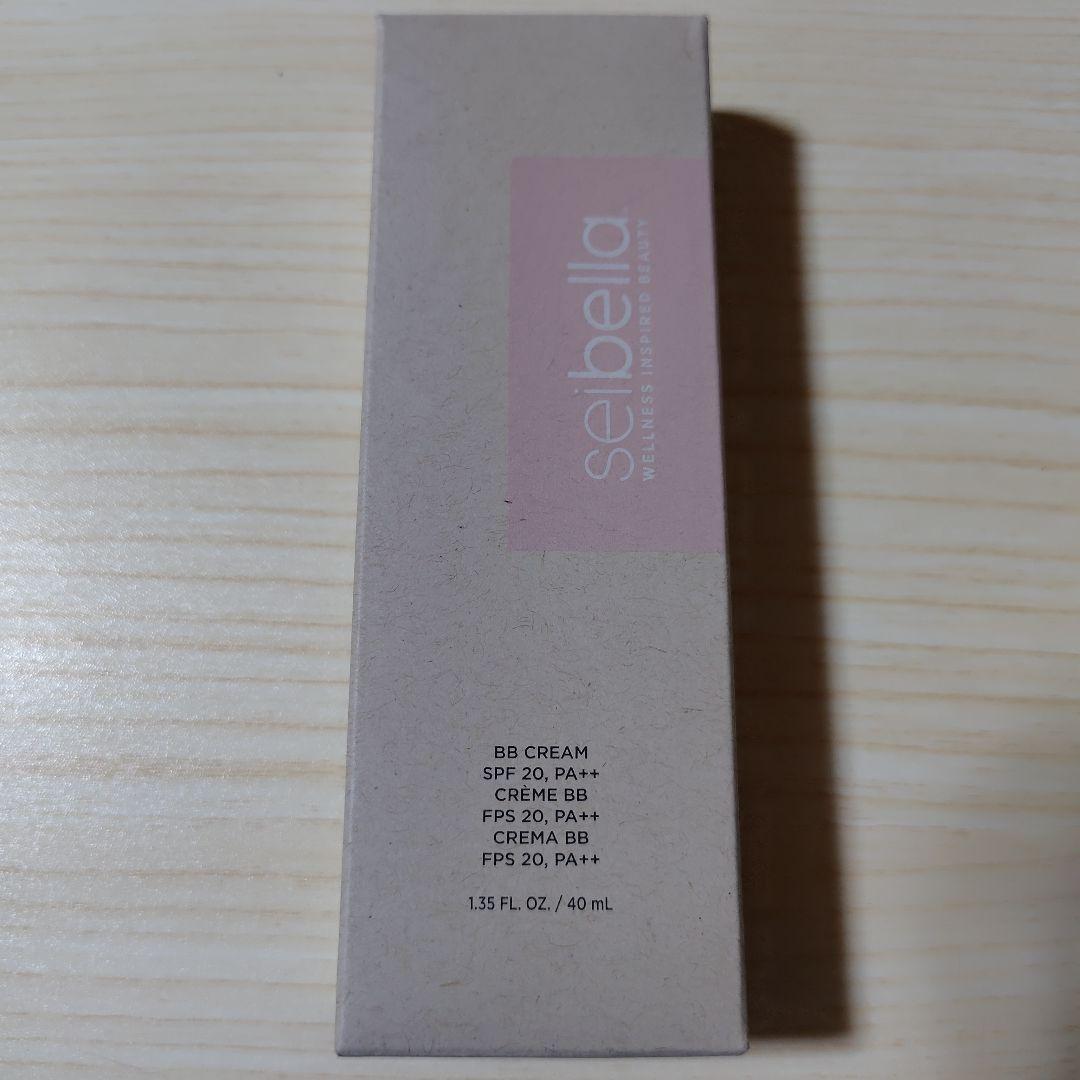 seibella
WELLNESS INSPIRED BEAUTY
BB CREAM
SPF 20, PA++
CRÈME BB
FPS 20, PA++
CREMA BB
FPS 20, PA++
1.35 FL. OZ. / 40 mL